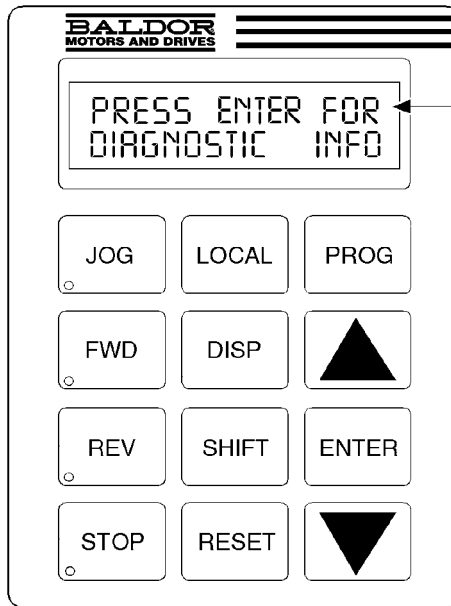 BALDOR
MOTORS AND DRIVES
PRESS ENTER FOR
DIAGNOSTIC INFO
JOG LOCAL PROG
FWD DISP
REV SHIFT ENTER
STOP RESET